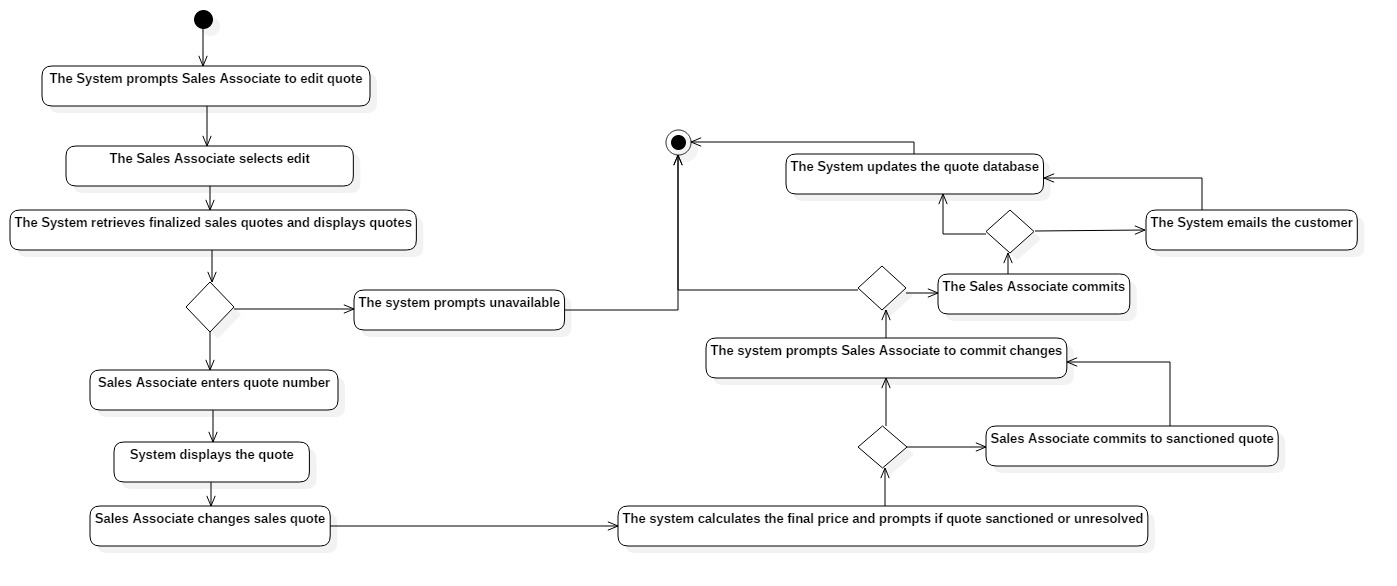 The System prompts Sales Associate to edit quote
The Sales Associate selects edit
The System retrieves finalized sales quotes and displays quotes
The system prompts unavailable
Sales Associate enters quote number
System displays the quote
Sales Associate changes sales quote
The system calculates the final price and prompts if quote sanctioned or unresolved
Sales Associate commits to sanctioned quote
The system prompts Sales Associate to commit changes
The Sales Associate commits
The System emails the customer
The System updates the quote database